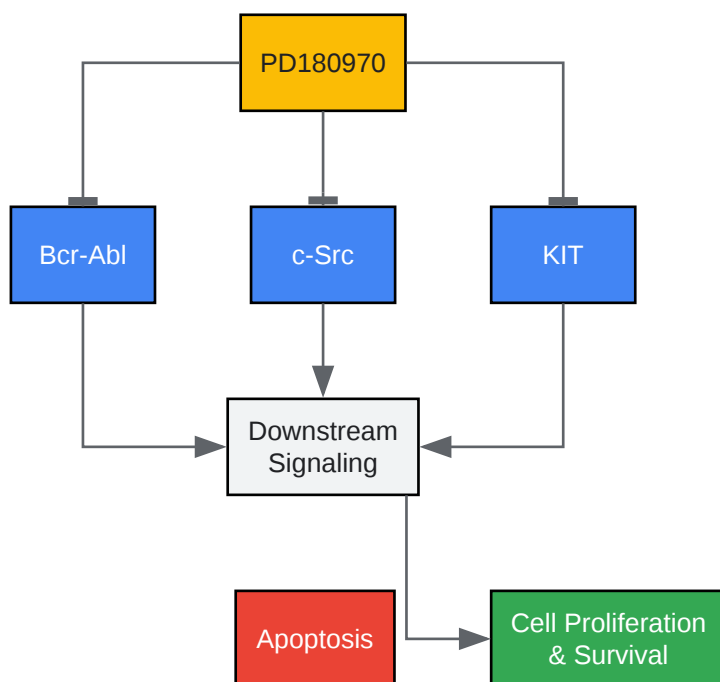 PD180970
Bcr-Abl
c-Src
KIT
Downstream
Signaling
Apoptosis
Cell Proliferation
& Survival